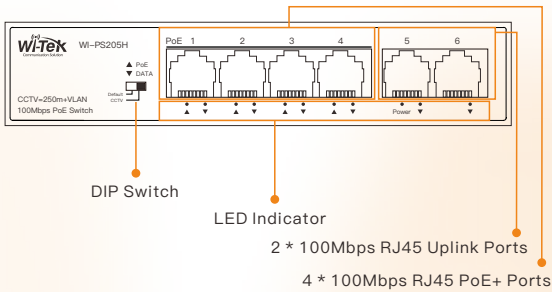 Wi-Tek
Communication Solution
WI-PS205H
PoE 1 2 3 4 5 6
▲ PoE
▼ DATA
Default
CCTV
CCTV=250m+VLAN
100Mbps PoE Switch
▲ ▼ ▲ ▼ ▲ ▼ ▲ ▼ Power ▼ ▼
DIP Switch
LED Indicator
2 * 100Mbps RJ45 Uplink Ports
4 * 100Mbps RJ45 PoE+ Ports